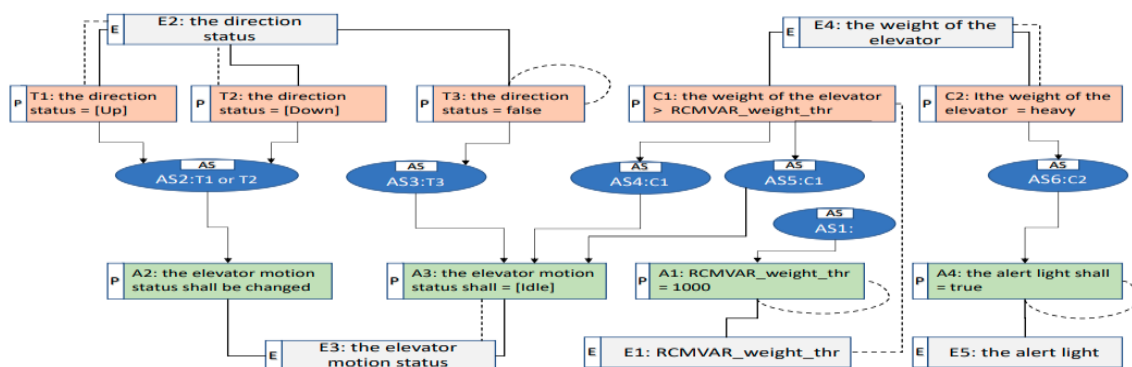 E
E2: the direction
status
E
E4: the weight of the
elevator
P
T1: the direction
status = [Up]
P
T2: the direction
status = [Down]
P
T3: the direction
status = false
P
C1: the weight of the elevator
> RCMVAR_weight_thr
P
C2: Ithe weight of the
elevator = heavy
AS
AS2:T1 or T2
AS
AS3:T3
AS
AS4:C1
AS
AS5:C1
AS
AS6:C2
AS
AS1:
P
A2: the elevator motion
status shall be changed
P
A3: the elevator motion
status shall = [Idle]
P
A1: RCMVAR_weight_thr
= 1000
P
A4: the alert light shall
= true
E
E3: the elevator
motion status
E
E1: RCMVAR_weight_thr
E
E5: the alert light